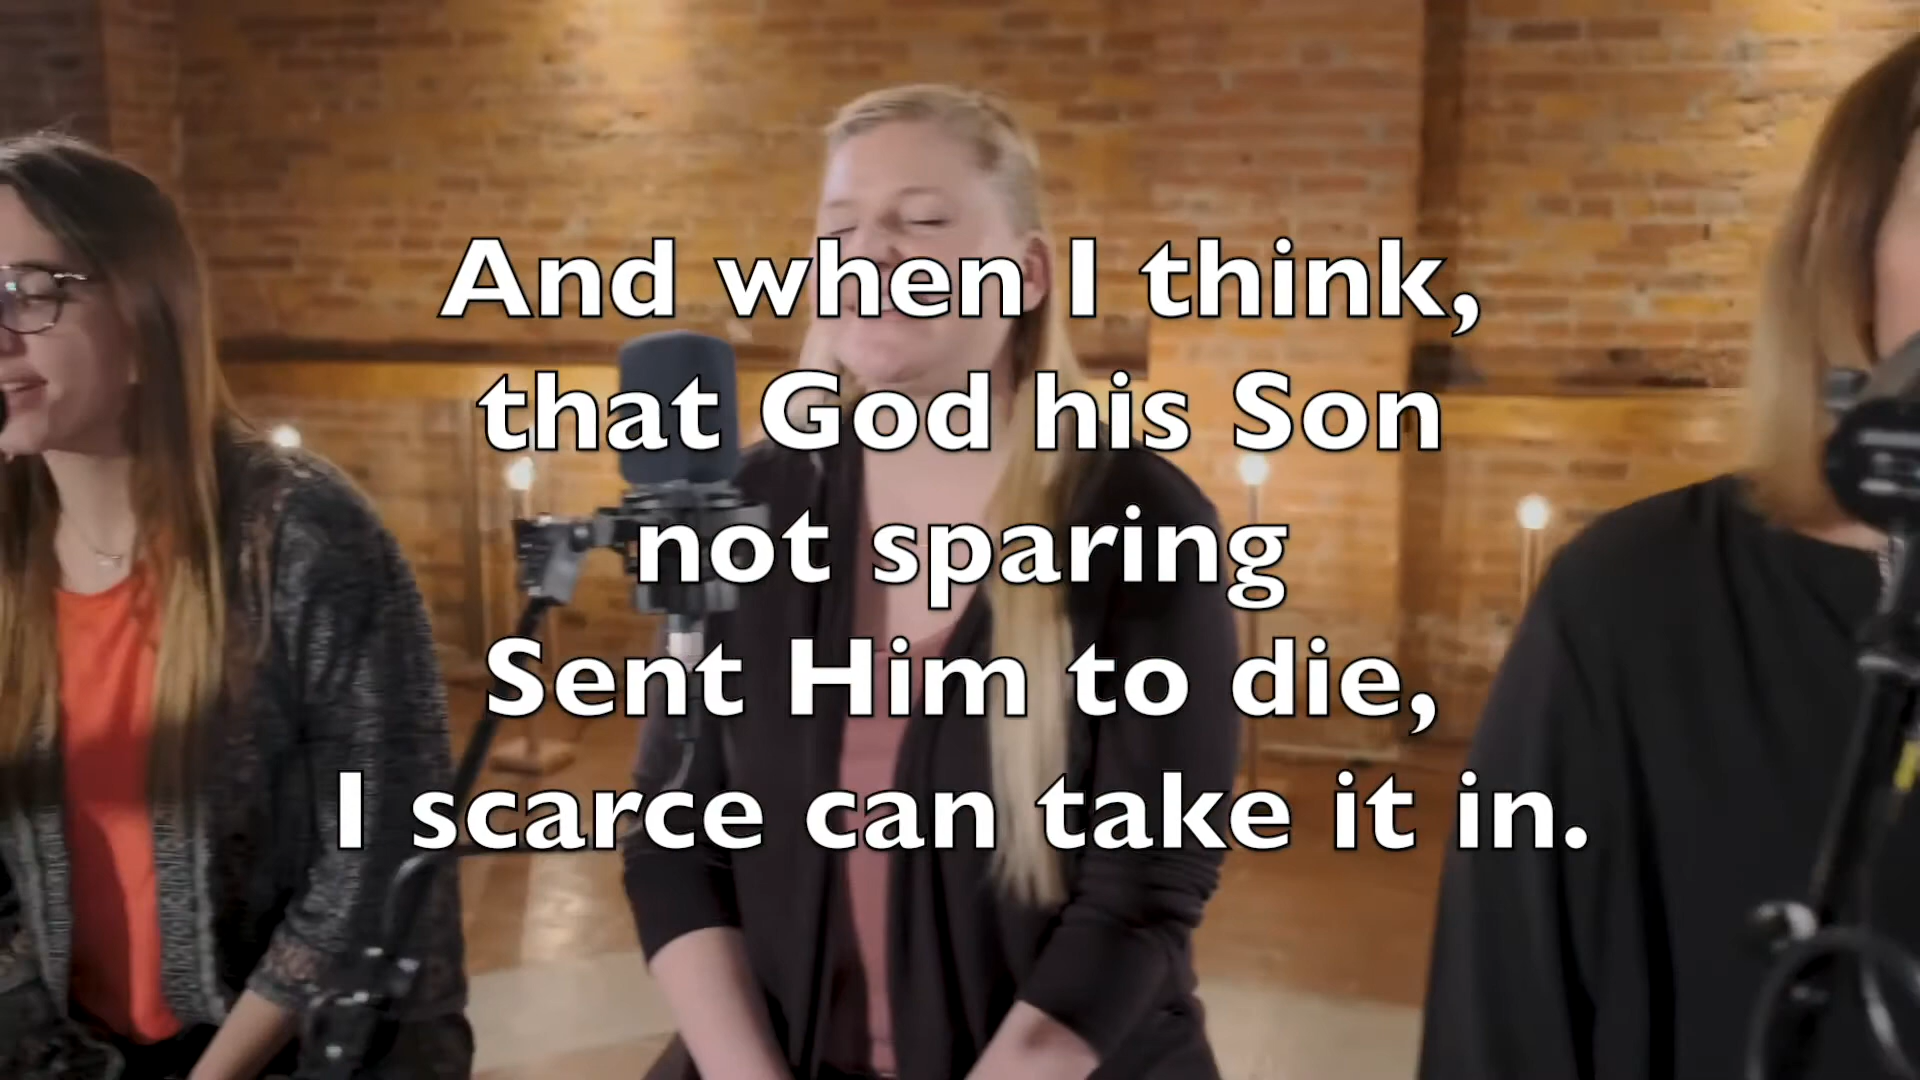 And when I think,
that God his Son
not sparing
Sent Him to die,
I scarce can take it in.